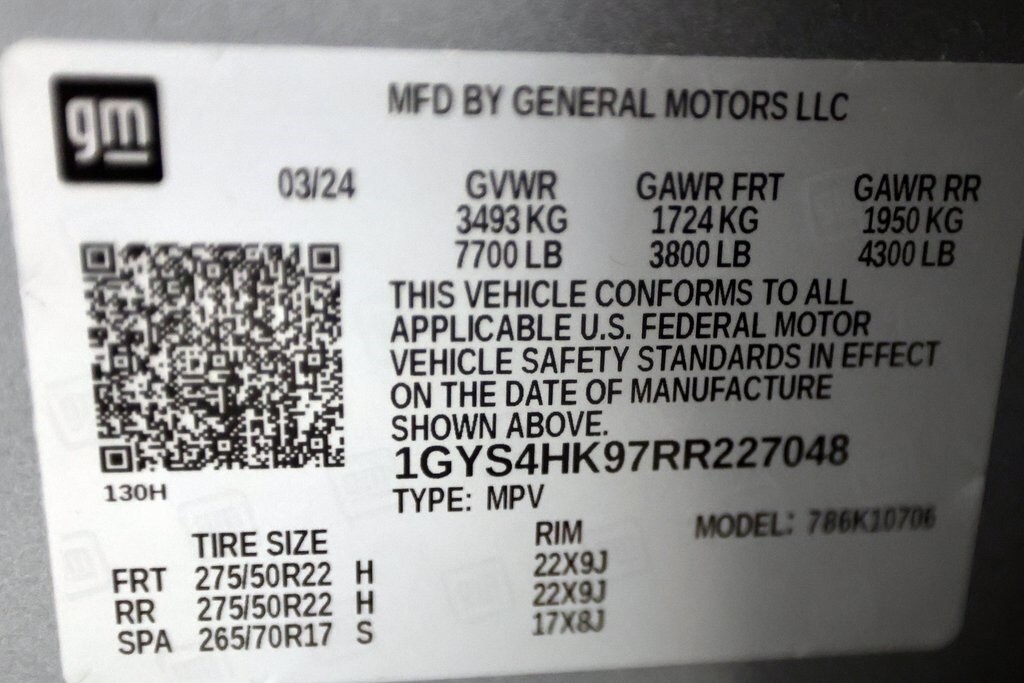 gm
MFD BY GENERAL MOTORS LLC
03/24 GVWR GAWR FRT GAWR RR
3493 KG 1724 KG 1950 KG
7700 LB 3800 LB 4300 LB
THIS VEHICLE CONFORMS TO ALL
APPLICABLE U.S. FEDERAL MOTOR
VEHICLE SAFETY STANDARDS IN EFFECT
ON THE DATE OF MANUFACTURE
SHOWN ABOVE.
1GYS4HK97RR227048
130H
TYPE: MPV
MODEL: 786K10706
TIRE SIZE RIM
FRT 275/50R22 H 22X9J
RR 275/50R22 H 22X9J
SPA 265/70R17 S 17X8J